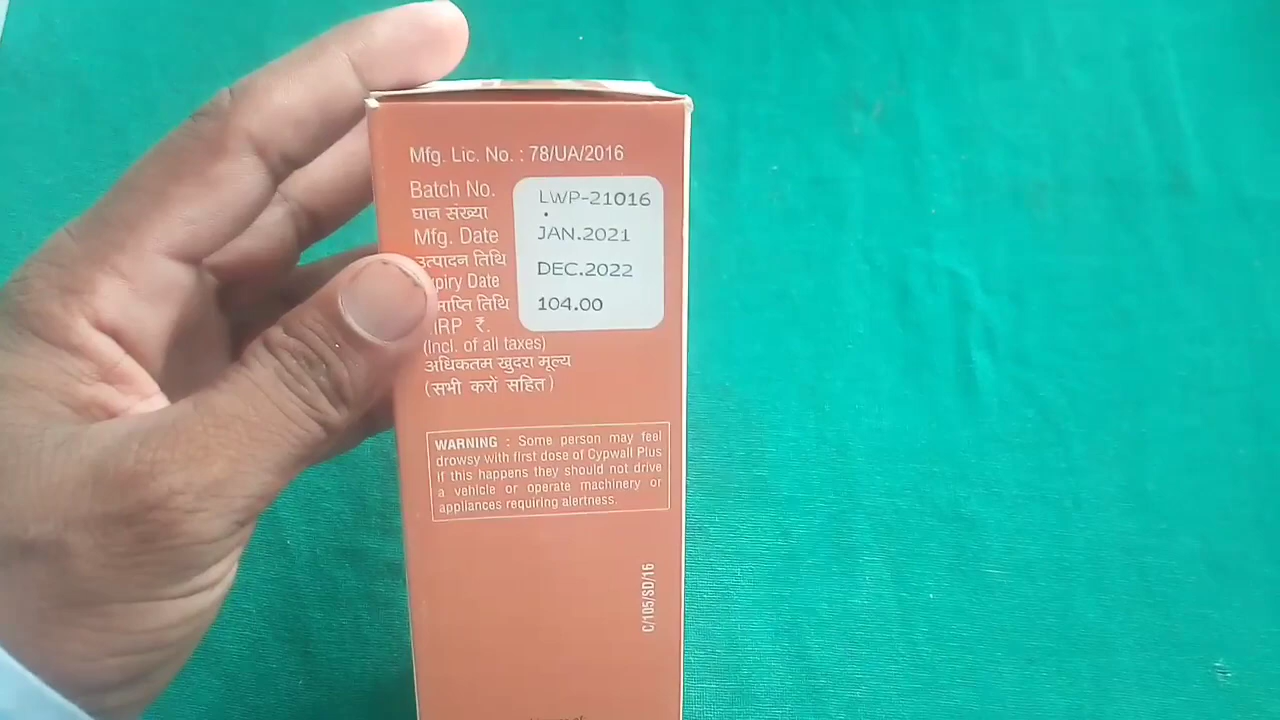 Mfg. Lic. No. : 78/UA/2016
Batch No. LWP-21016
घान संख्या
Mfg. Date JAN.2021
उत्पादन तिथि
Date DEC.2022
तिथि
₹. 104.00
(Incl. of all taxes)
अधिकतम खुदरा मूल्य
(सभी करों सहित)
WARNING : Some person may feel
drowsy with first dose of Cypwall Plus
if this happens they should not drive
a vehicle or operate machinery or
appliances requiring alertness.
C/105/SD/16